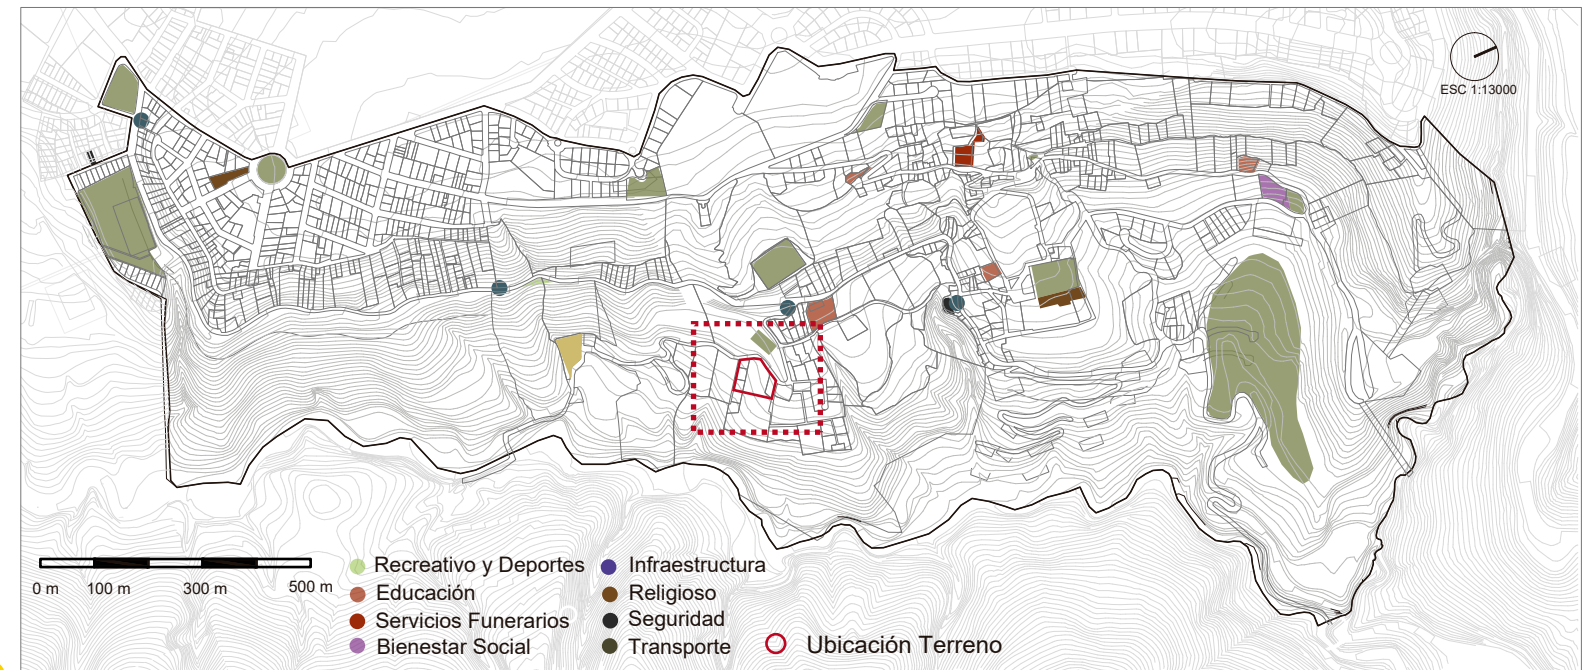 ESC 1:13000
0 m 100 m 300 m 500 m
Recreativo y Deportes
Educación
Servicios Funerarios
Bienestar Social
Infraestructura
Religioso
Seguridad
Transporte
Ubicación Terreno